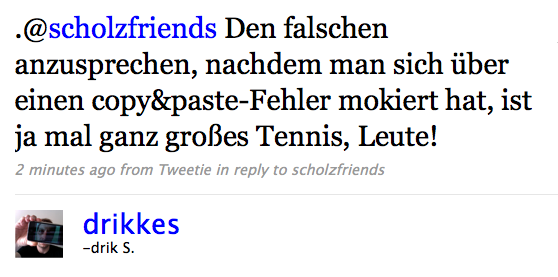 .@scholzfriends Den falschen
anzusprechen, nachdem man sich über
einen copy&paste-Fehler mokiert hat, ist
ja mal ganz großes Tennis, Leute!
2 minutes ago from Tweetie in reply to scholzfriends
drikkes
–drik S.